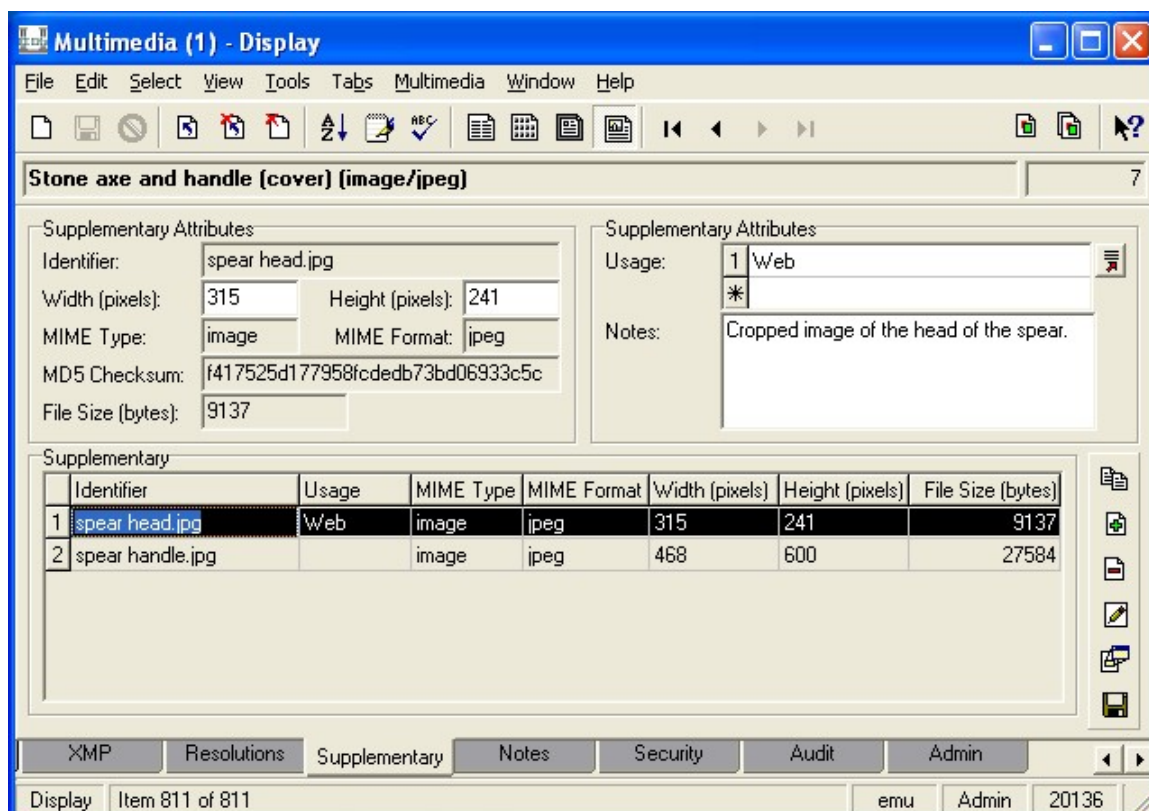 Multimedia (1) - Display
File Edit Select View Tools Tabs Multimedia Window Help
Stone axe and handle (cover) (image/jpeg) 7
Supplementary Attributes
Identifier: spear head.jpg
Width (pixels): 315 Height (pixels): 241
MIME Type: image MIME Format: jpeg
MD5 Checksum: f417525d177958fcdedb73bd06933c5c
File Size (bytes): 9137
Supplementary Attributes
Usage: 1 Web
Notes: Cropped image of the head of the spear.
Supplementary
Identifier Usage MIME Type MIME Format Width (pixels) Height (pixels) File Size (bytes)
1 spear head.jpg Web image jpeg 315 241 9137
2 spear handle.jpg image jpeg 468 600 27584
XMP Resolutions Supplementary Notes Security Audit Admin
Display Item 811 of 811 emu Admin 20136